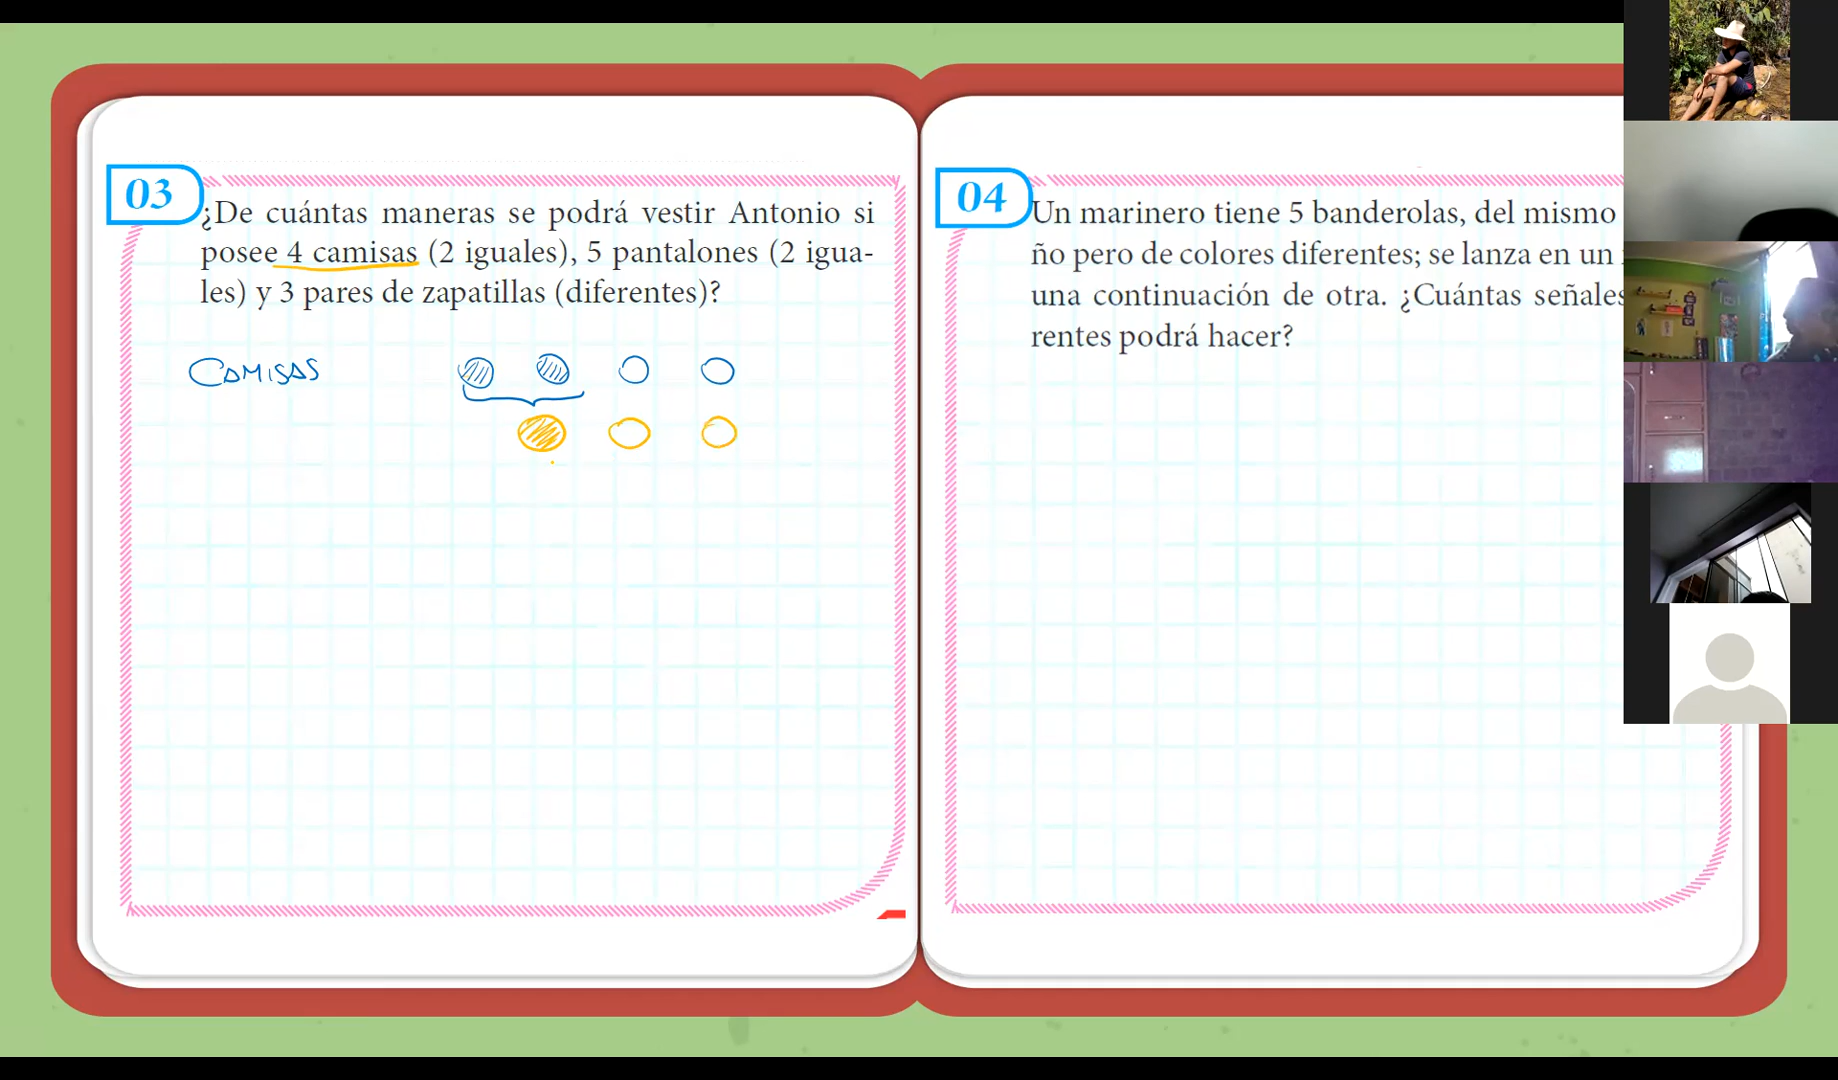 03
¿De cuántas maneras se podrá vestir Antonio si
posee 4 camisas (2 iguales), 5 pantalones (2 igua-
les) y 3 pares de zapatillas (diferentes)?
CAMISAS
04
Un marinero tiene 5 banderolas, del mismo
ño pero de colores diferentes; se lanza en un
una continuación de otra. ¿Cuántas señales
rentes podrá hacer?